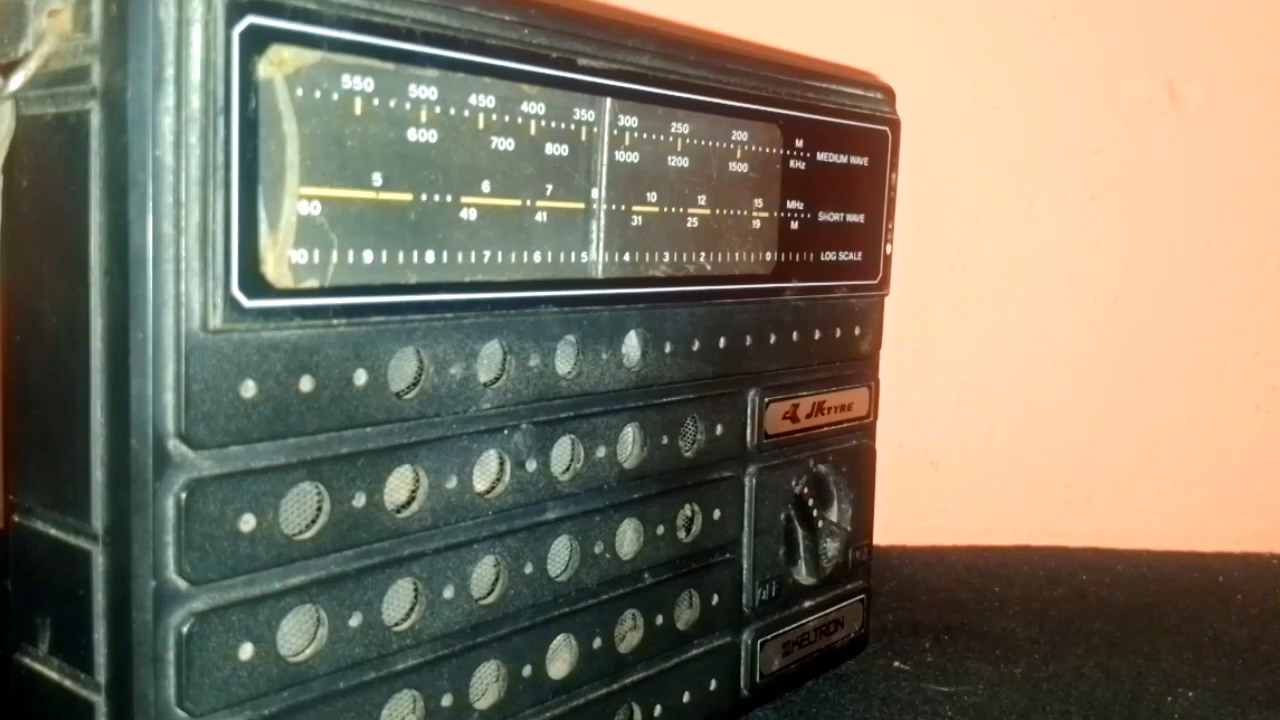 550 500 450 400 350 300 250 200 M
600 700 800 1000 1200 1500 KHz MEDIUM WAVE
5 6 7 8 10 12 15 MHz
60 49 41 31 25 19 M SHORT WAVE
10 9 8 7 6 5 4 3 2 1 0 LOG SCALE
JK TYRE
OFF
KELTRON